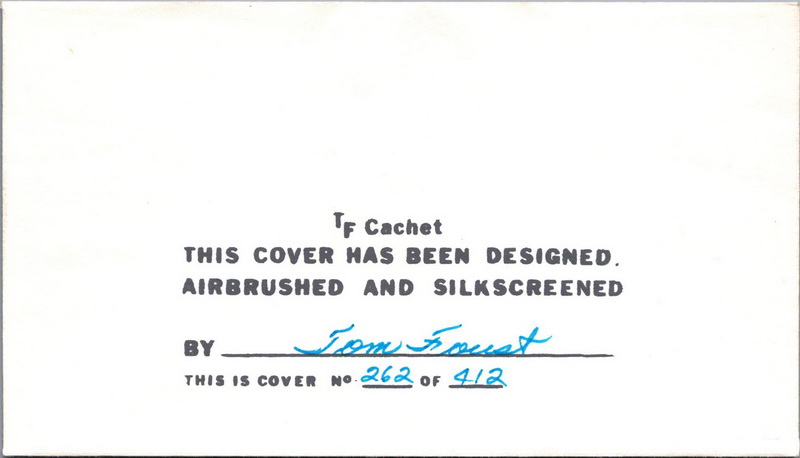 TF Cachet
THIS COVER HAS BEEN DESIGNED.
AIRBRUSHED AND SILKSCREENED
BY Tom Foust
THIS IS COVER No. 262 OF 412